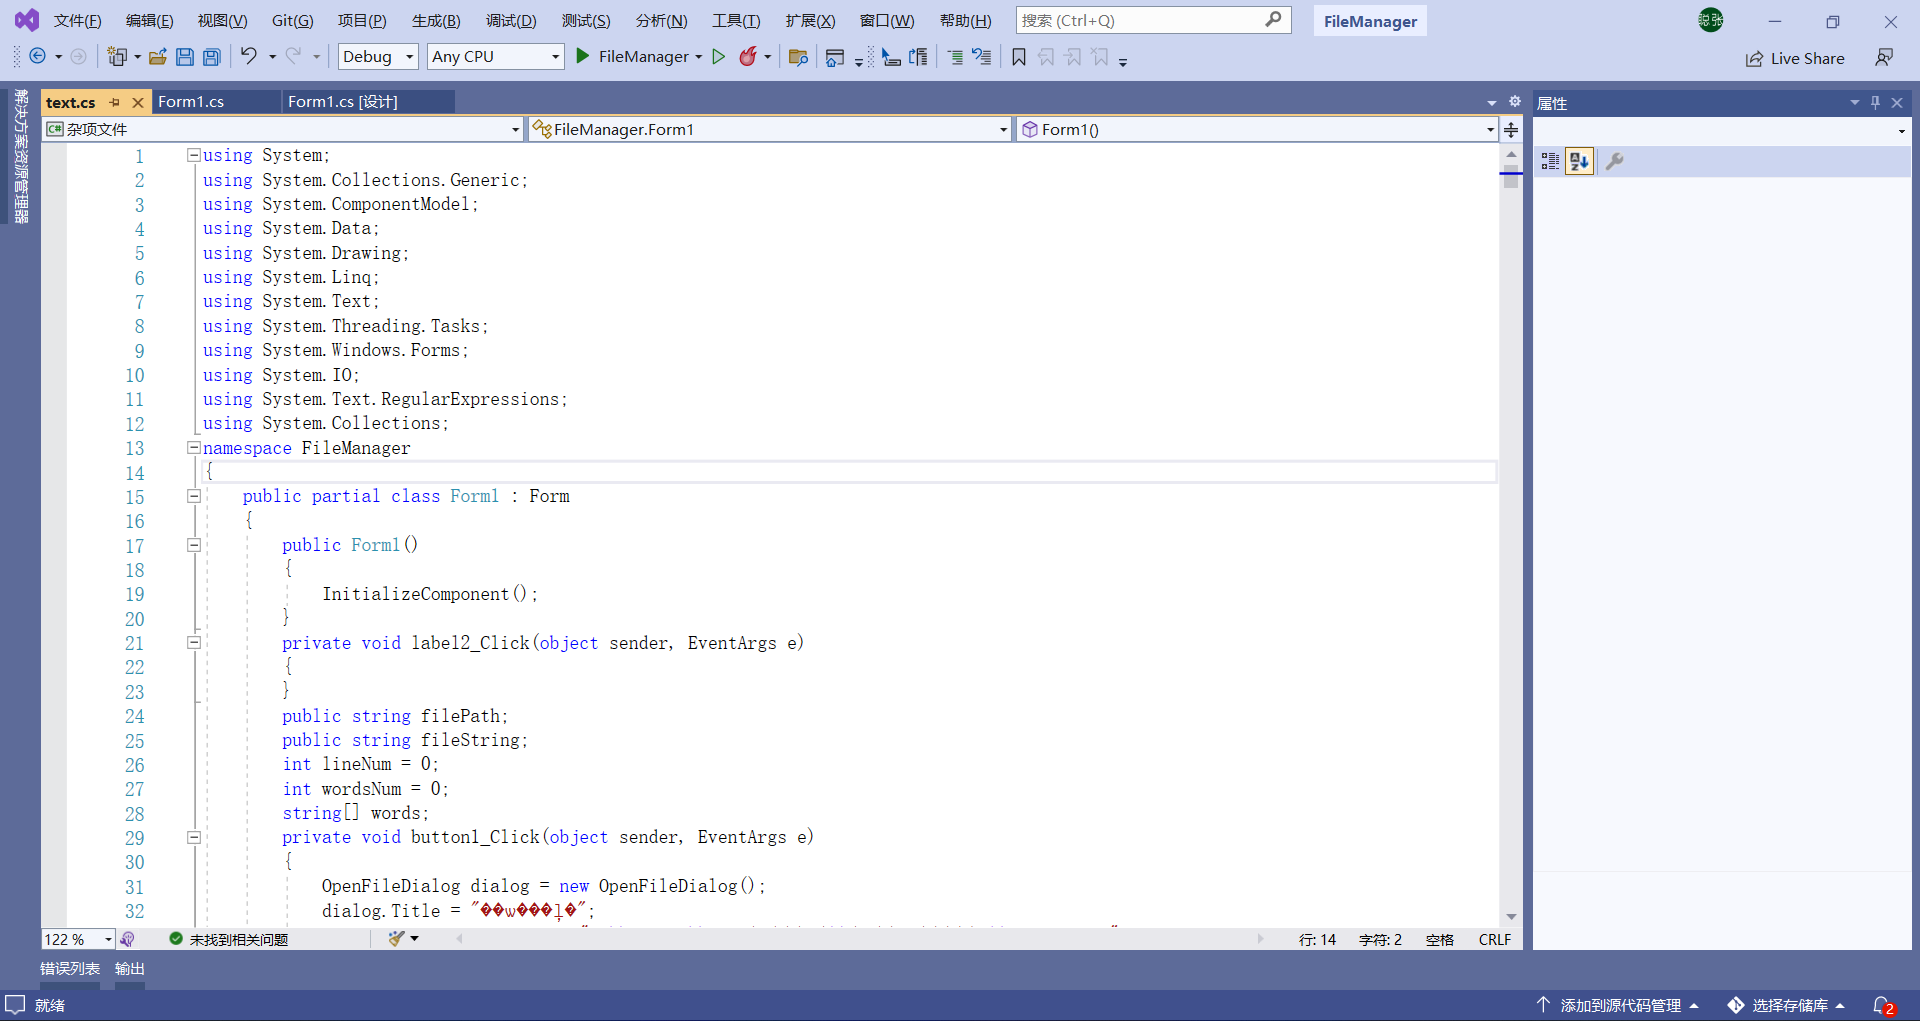 文件(F) 编辑(E) 视图(V) Git(G) 项目(P) 生成(B) 调试(D) 测试(S) 分析(N) 工具(T) 扩展(X) 窗口(W) 帮助(H) 搜索 (Ctrl+Q) FileManager 聪张
Debug Any CPU FileManager Live Share
解决方案资源管理器
text.cs Form1.cs Form1.cs [设计] 属性
C# 杂项文件 FileManager.Form1 Form1()
1 using System;
2 using System.Collections.Generic;
3 using System.ComponentModel;
4 using System.Data;
5 using System.Drawing;
6 using System.Linq;
7 using System.Text;
8 using System.Threading.Tasks;
9 using System.Windows.Forms;
10 using System.IO;
11 using System.Text.RegularExpressions;
12 using System.Collections;
13 namespace FileManager
14 {
15 public partial class Form1 : Form
16 {
17 public Form1()
18 {
19 InitializeComponent();
20 }
21 private void label2_Click(object sender, EventArgs e)
22 {
23 }
24 public string filePath;
25 public string fileString;
26 int lineNum = 0;
27 int wordsNum = 0;
28 string[] words;
29 private void button1_Click(object sender, EventArgs e)
30 {
31 OpenFileDialog dialog = new OpenFileDialog();
32 dialog.Title = "��w���ļ�";
122 % 未找到相关问题 行: 14 字符: 2 空格 CRLF
错误列表 输出
就绪 添加到源代码管理 选择存储库 2